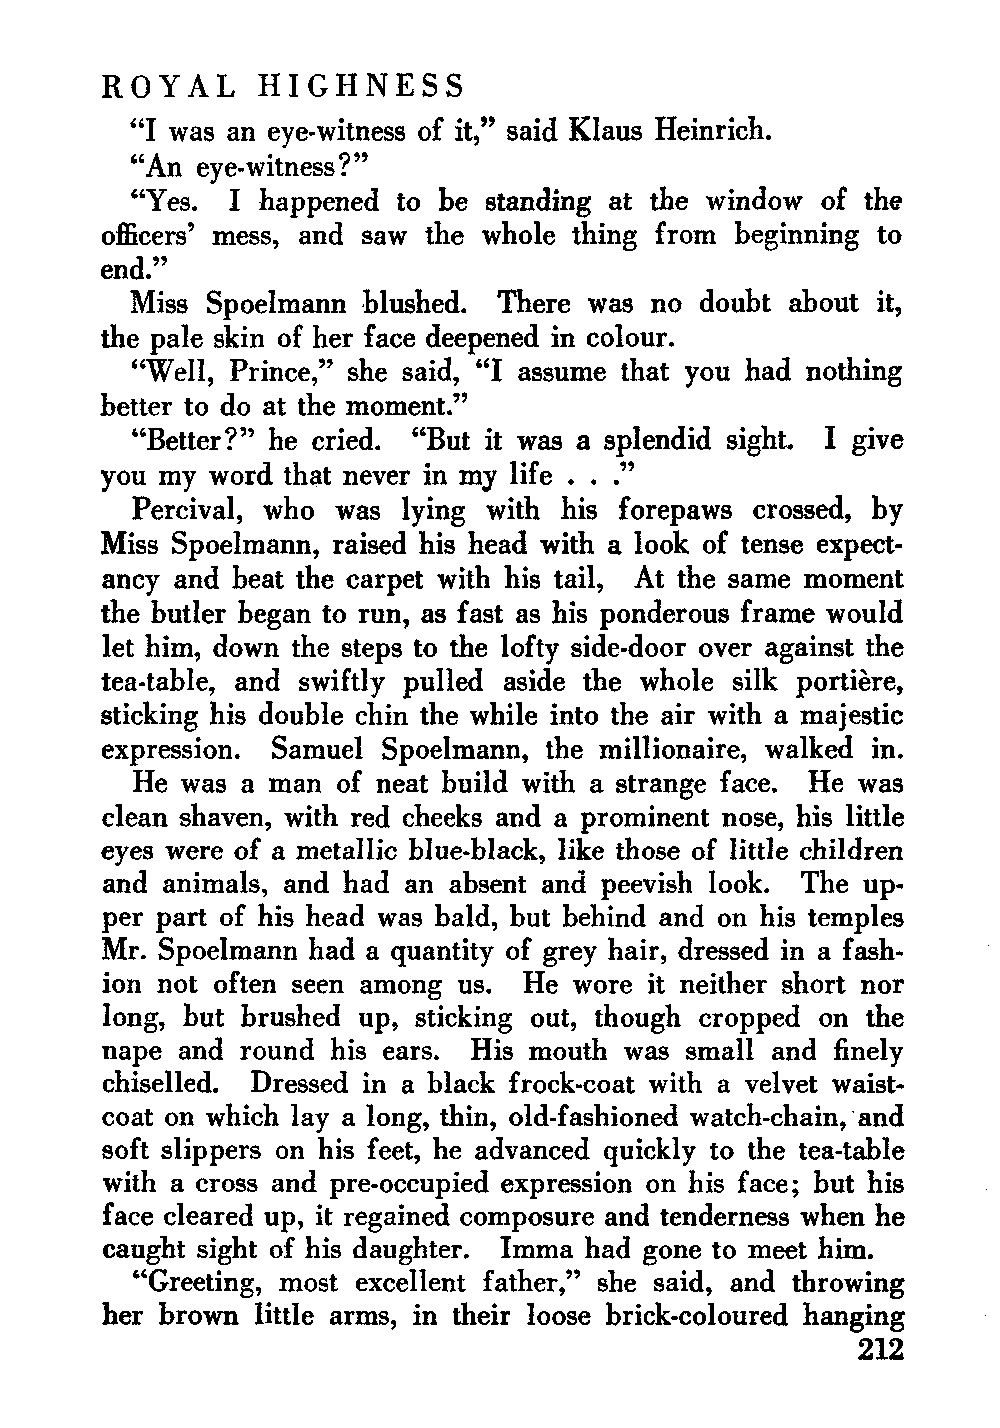 ROYAL HIGHNESS
“I was an eye-witness of it,” said Klaus Heinrich.
“An eye-witness?”
“Yes. I happened to be standing at the window of the
officers’ mess, and saw the whole thing from beginning to
end.”
Miss Spoelmann blushed. There was no doubt about it,
the pale skin of her face deepened in colour.
“Well, Prince,” she said, “I assume that you had nothing
better to do at the moment.”
“Better?” he cried. “But it was a splendid sight. I give
you my word that never in my life . . .”
Percival, who was lying with his forepaws crossed, by
Miss Spoelmann, raised his head with a look of tense expect-
ancy and beat the carpet with his tail, At the same moment
the butler began to run, as fast as his ponderous frame would
let him, down the steps to the lofty side-door over against the
tea-table, and swiftly pulled aside the whole silk portière,
sticking his double chin the while into the air with a majestic
expression. Samuel Spoelmann, the millionaire, walked in.
He was a man of neat build with a strange face. He was
clean shaven, with red cheeks and a prominent nose, his little
eyes were of a metallic blue-black, like those of little children
and animals, and had an absent and peevish look. The up-
per part of his head was bald, but behind and on his temples
Mr. Spoelmann had a quantity of grey hair, dressed in a fash-
ion not often seen among us. He wore it neither short nor
long, but brushed up, sticking out, though cropped on the
nape and round his ears. His mouth was small and finely
chiselled. Dressed in a black frock-coat with a velvet waist-
coat on which lay a long, thin, old-fashioned watch-chain, and
soft slippers on his feet, he advanced quickly to the tea-table
with a cross and pre-occupied expression on his face; but his
face cleared up, it regained composure and tenderness when he
caught sight of his daughter. Imma had gone to meet him.
“Greeting, most excellent father,” she said, and throwing
her brown little arms, in their loose brick-coloured hanging
212